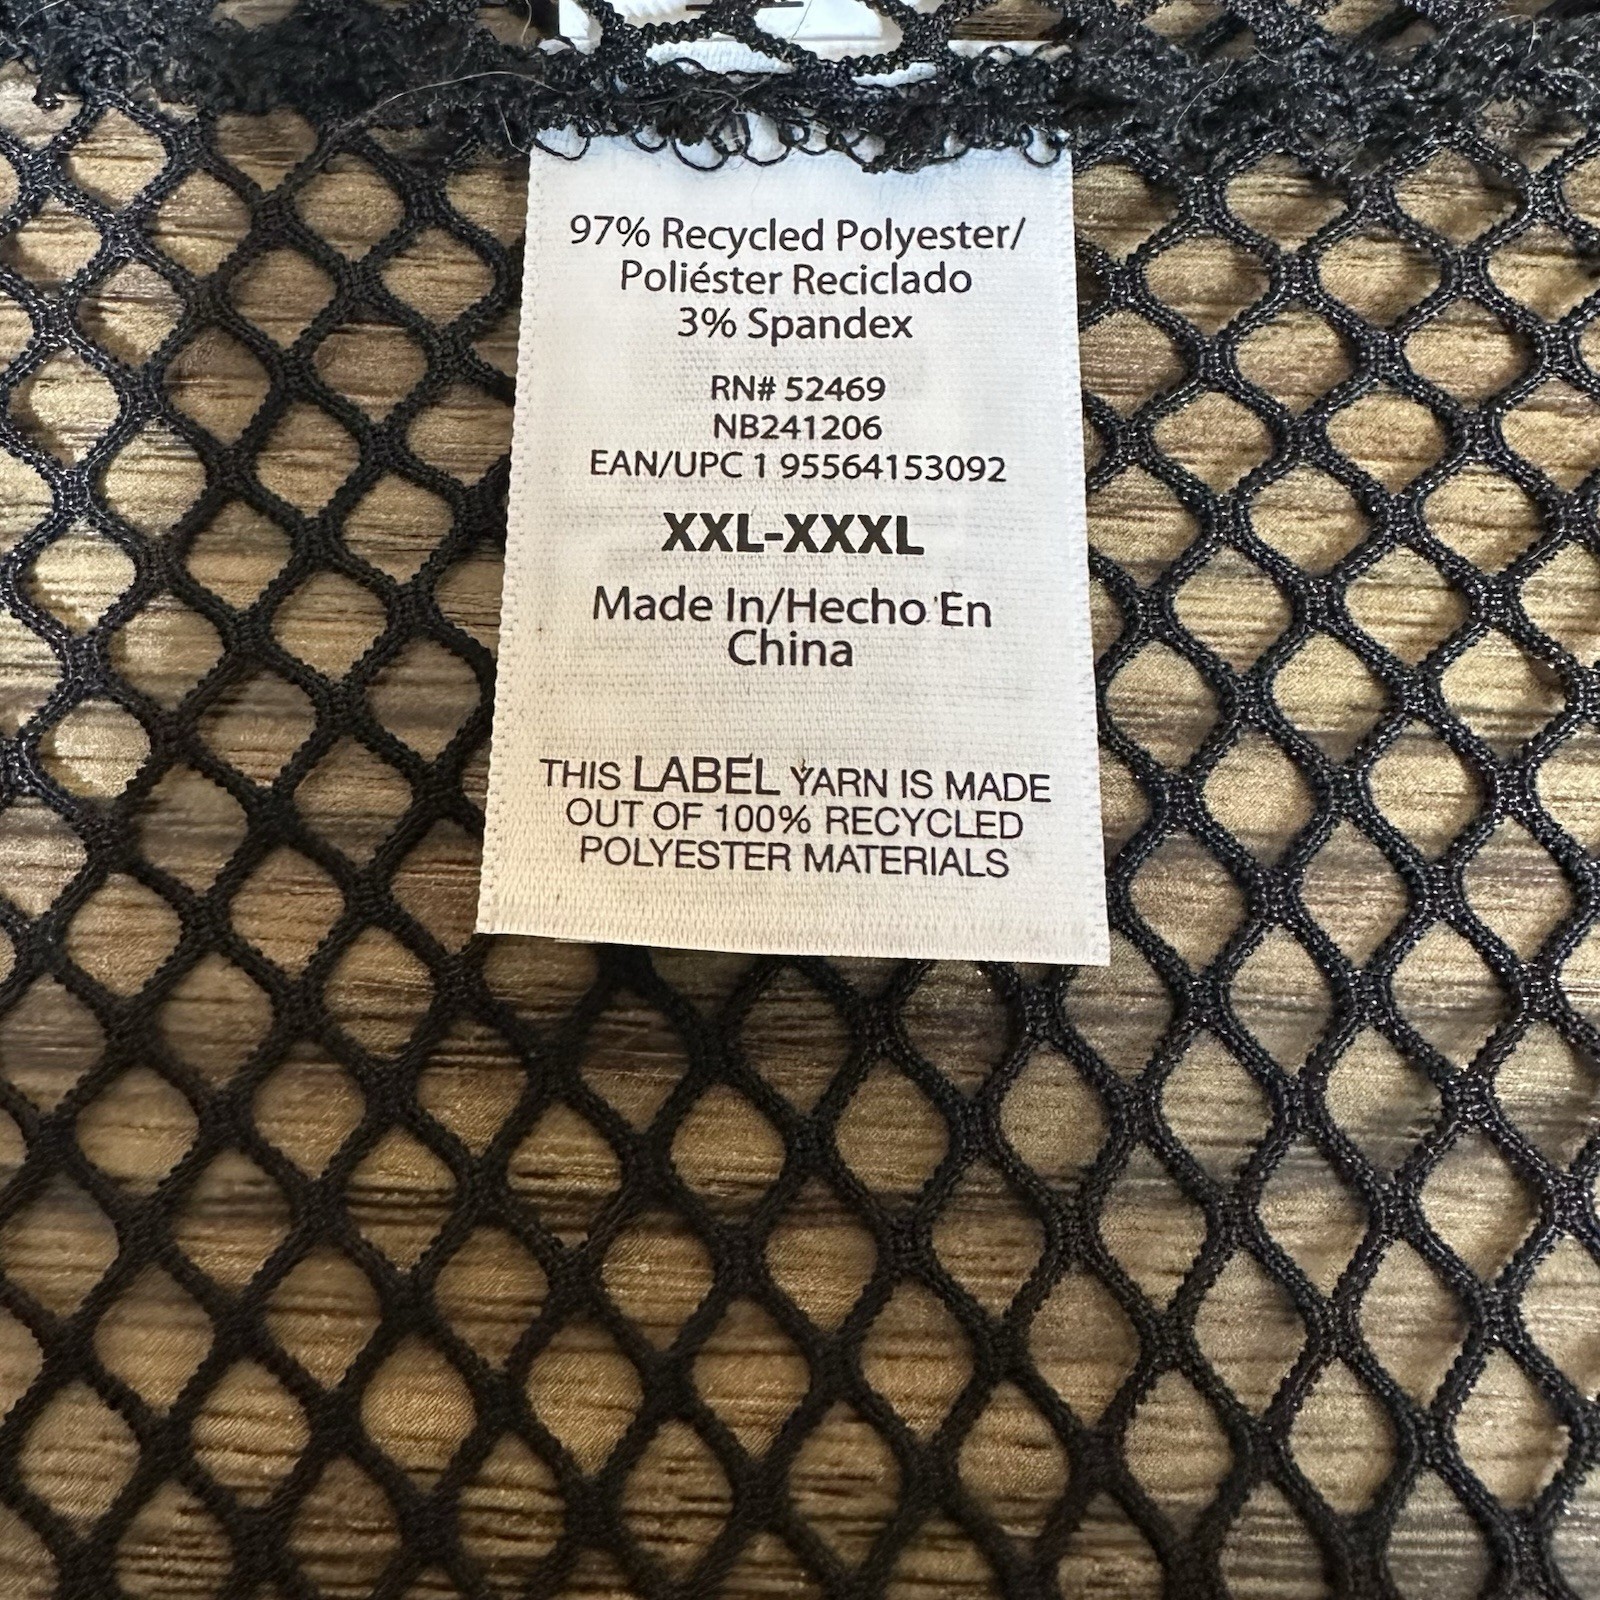 97% Recycled Polyester/
Poliéster Reciclado
3% Spandex
RN# 52469
NB241206
EAN/UPC 1 95564153092
XXL-XXXL
Made In/Hecho En
China
THIS LABEL YARN IS MADE
OUT OF 100% RECYCLED
POLYESTER MATERIALS